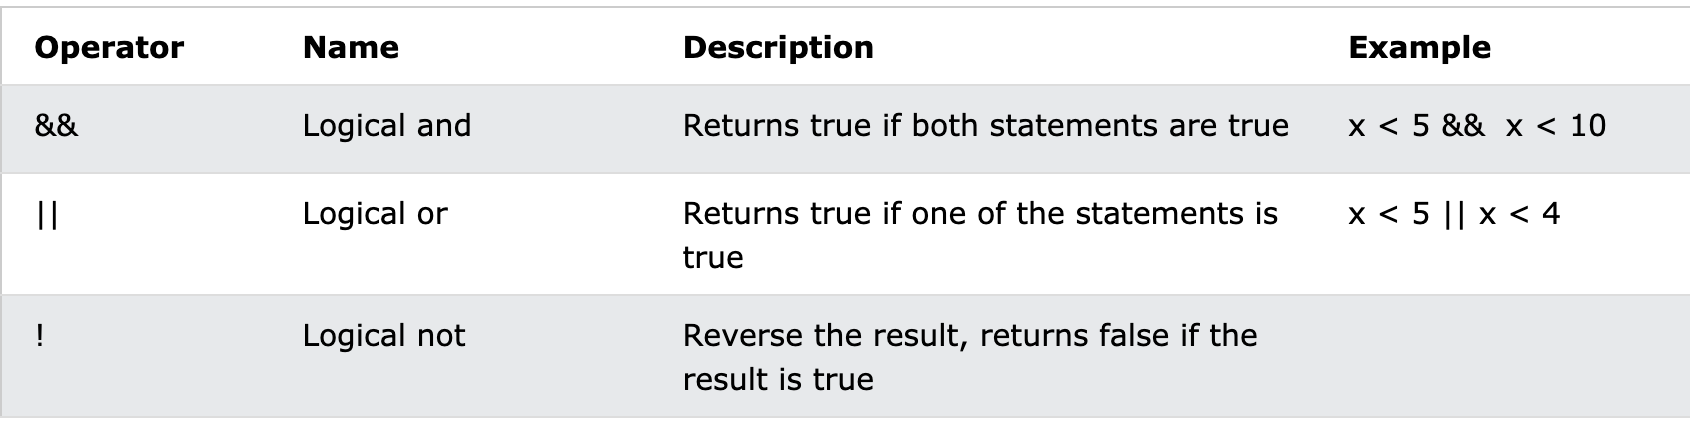 Operator Name Description Example
&& Logical and Returns true if both statements are true x < 5 &&  x < 10
|| Logical or Returns true if one of the statements is x < 5 || x < 4
true
! Logical not Reverse the result, returns false if the
result is true